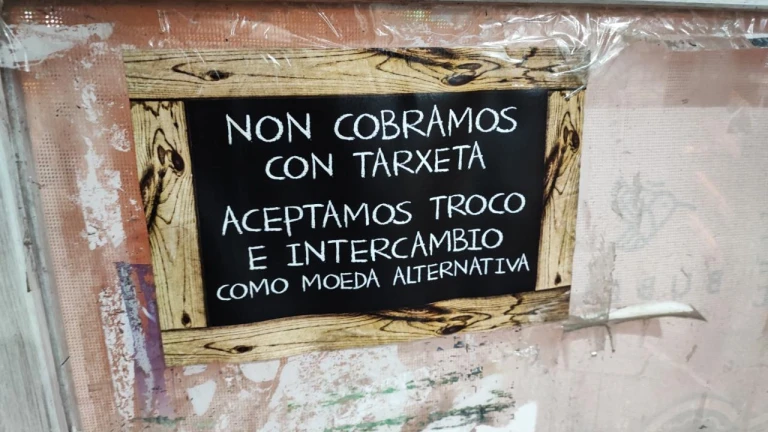 NON COBRAMOS
CON TARXETA
ACEPTAMOS TROCO
E INTERCAMBIO
COMO MOEDA ALTERNATIVA